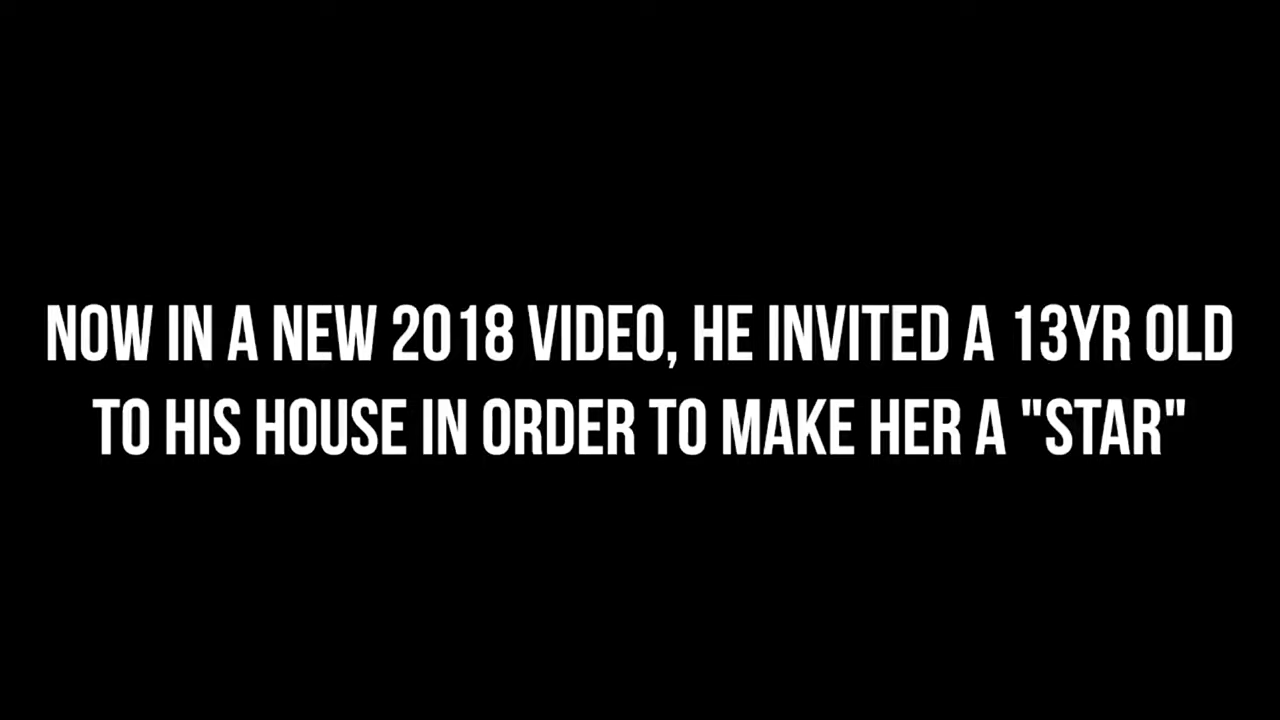 NOW IN A NEW 2018 VIDEO, HE INVITED A 13YR OLD
TO HIS HOUSE IN ORDER TO MAKE HER A "STAR"